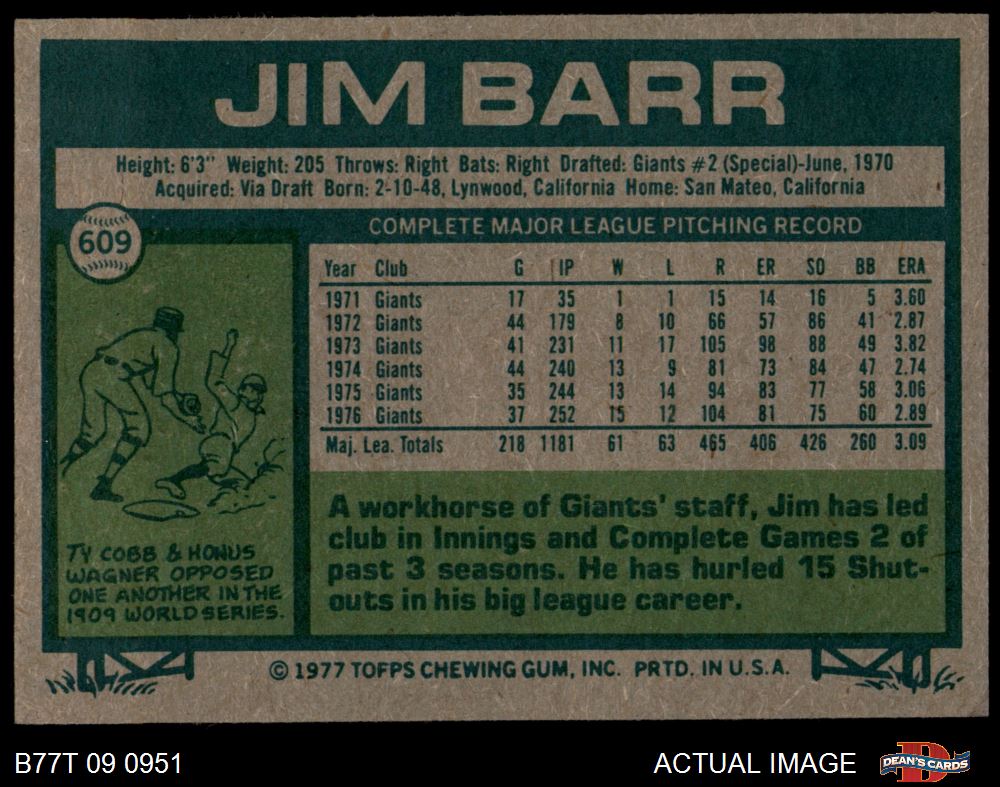 JIM BARR
Height: 6'3" Weight: 205 Throws: Right Bats: Right Drafted: Giants #2 (Special)-June, 1970
Acquired: Via Draft Born: 2-10-48, Lynwood, California Home: San Mateo, California
609
COMPLETE MAJOR LEAGUE PITCHING RECORD
Year Club G IP W L R ER SO BB ERA
1971 Giants 17 35 1 1 15 14 16 5 3.60
1972 Giants 44 179 8 10 66 57 86 41 2.87
1973 Giants 41 231 11 17 105 98 88 49 3.82
1974 Giants 44 240 13 9 81 73 84 47 2.74
1975 Giants 35 244 13 14 94 83 77 58 3.06
1976 Giants 37 252 15 12 104 81 75 60 2.89
Maj. Lea. Totals 218 1181 61 63 465 406 426 260 3.09
TY COBB & HONUS
WAGNER OPPOSED
ONE ANOTHER IN THE
1909 WORLD SERIES.
A workhorse of Giants' staff, Jim has led
club in Innings and Complete Games 2 of
past 3 seasons. He has hurled 15 Shut-
outs in his big league career.
© 1977 TOPPS CHEWING GUM, INC. PRTD. IN U.S.A.
B77T 09 0951
ACTUAL IMAGE
D
DEAN'S CARDS